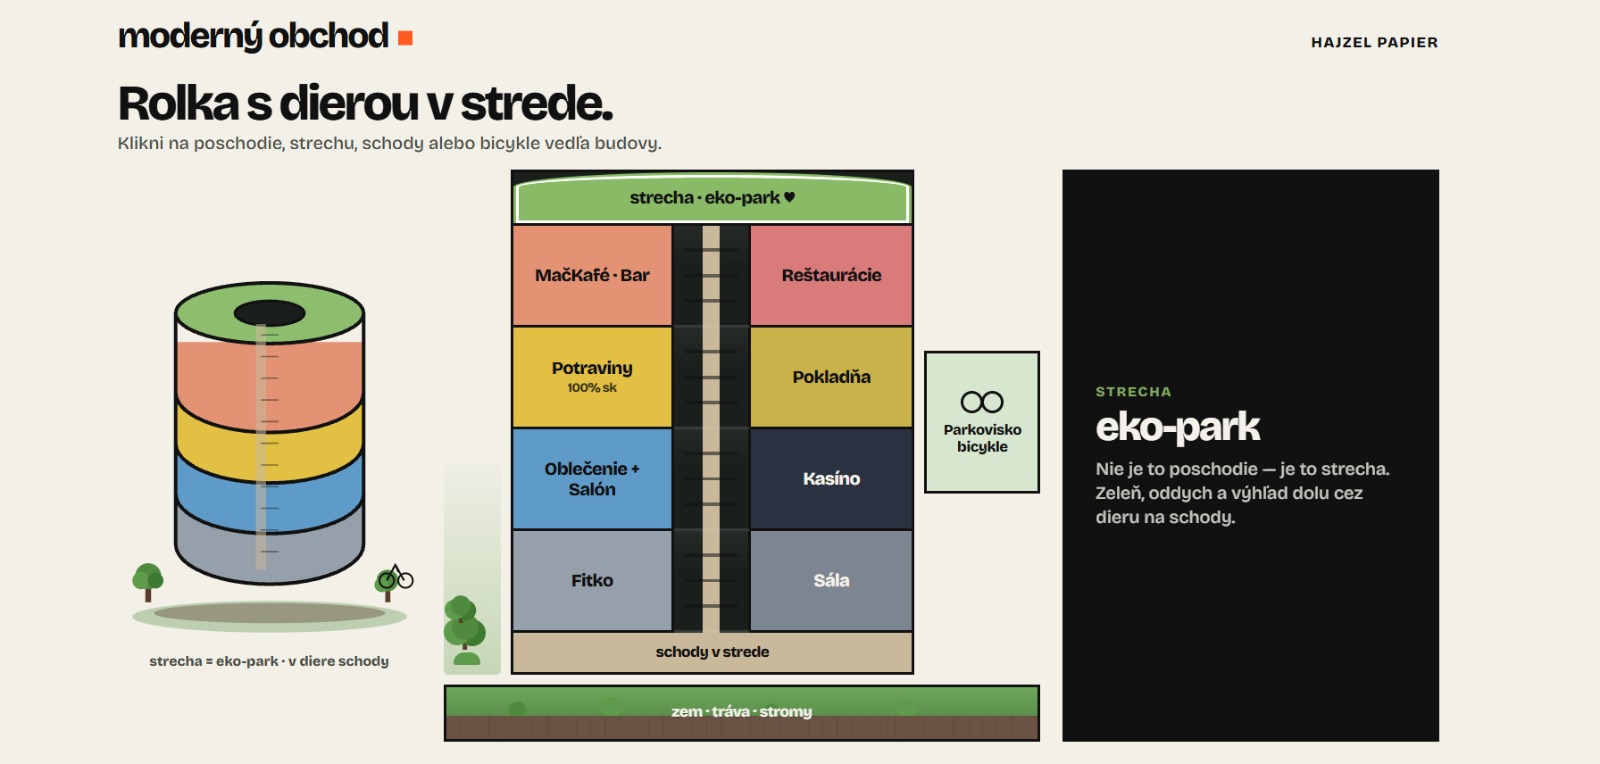 moderný obchod
HAJZEL PAPIER
Rolka s dierou v strede.
Klikni na poschodie, strechu, schody alebo bicykle vedľa budovy.
strecha · eko-park ♥
MačKafé · Bar
Reštaurácie
Potraviny
100% sk
Pokladňa
Oblečenie +
Salón
Kasíno
Fitko
Sála
schody v strede
zem · tráva · stromy
Parkovisko
bicykle
strecha = eko-park · v diere schody
STRECHA
eko-park
Nie je to poschodie — je to strecha.
Zeleň, oddych a výhľad dolu cez
dieru na schody.